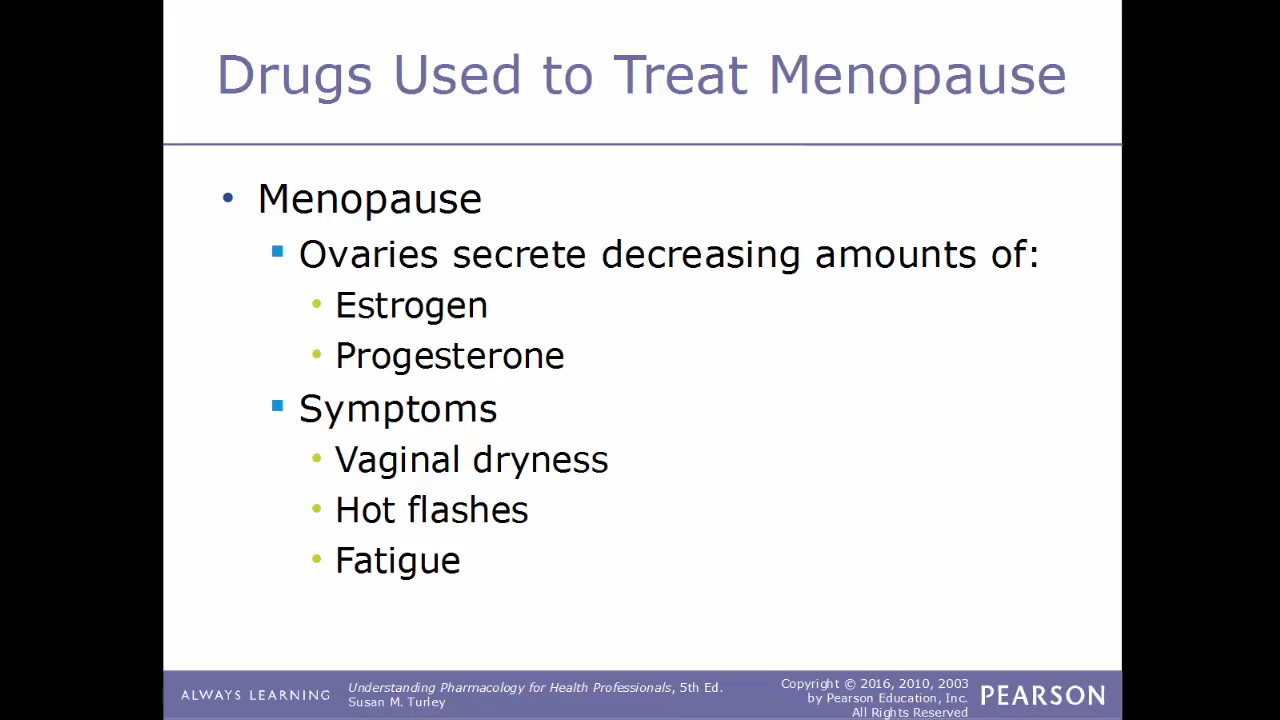 Drugs Used to Treat Menopause
• Menopause
▪ Ovaries secrete decreasing amounts of:
• Estrogen
• Progesterone
▪ Symptoms
• Vaginal dryness
• Hot flashes
• Fatigue
ALWAYS LEARNING
Understanding Pharmacology for Health Professionals, 5th Ed.
Susan M. Turley
Copyright © 2016, 2010, 2003
by Pearson Education, Inc.
All Rights Reserved
PEARSON